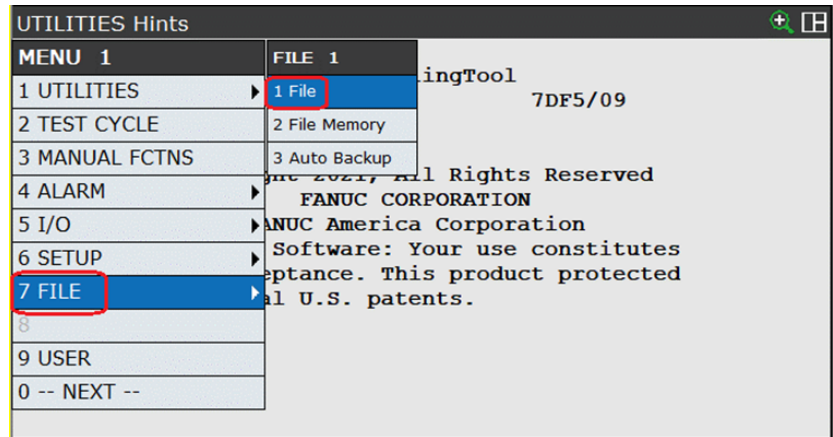 UTILITIES Hints
MENU 1
1 UTILITIES
2 TEST CYCLE
3 MANUAL FCTNS
4 ALARM
5 I/O
6 SETUP
7 FILE
8
9 USER
0 -- NEXT --
FILE 1
1 File
2 File Memory
3 Auto Backup
ingTool
7DF5/09
2021, All Rights Reserved
FANUC CORPORATION
ANUC America Corporation
Software: Your use constitutes
eptance. This product protected
al U.S. patents.